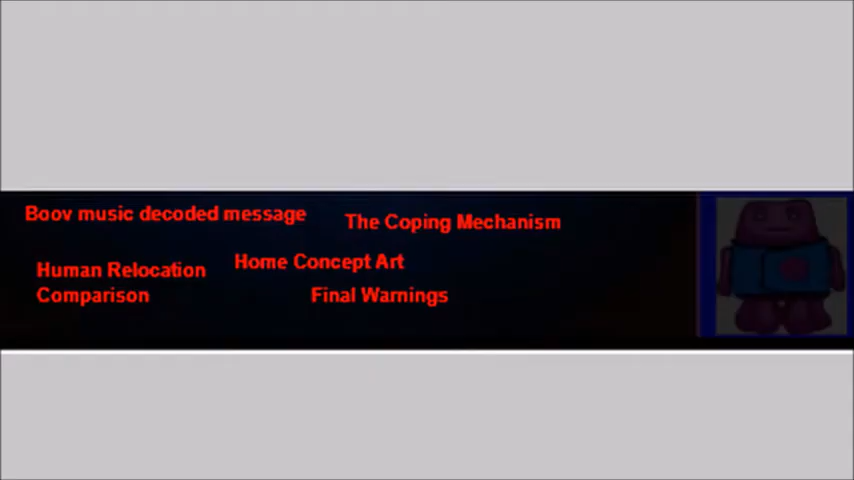 Boov music decoded message
The Coping Mechanism
Home Concept Art
Human Relocation
Comparison
Final Warnings